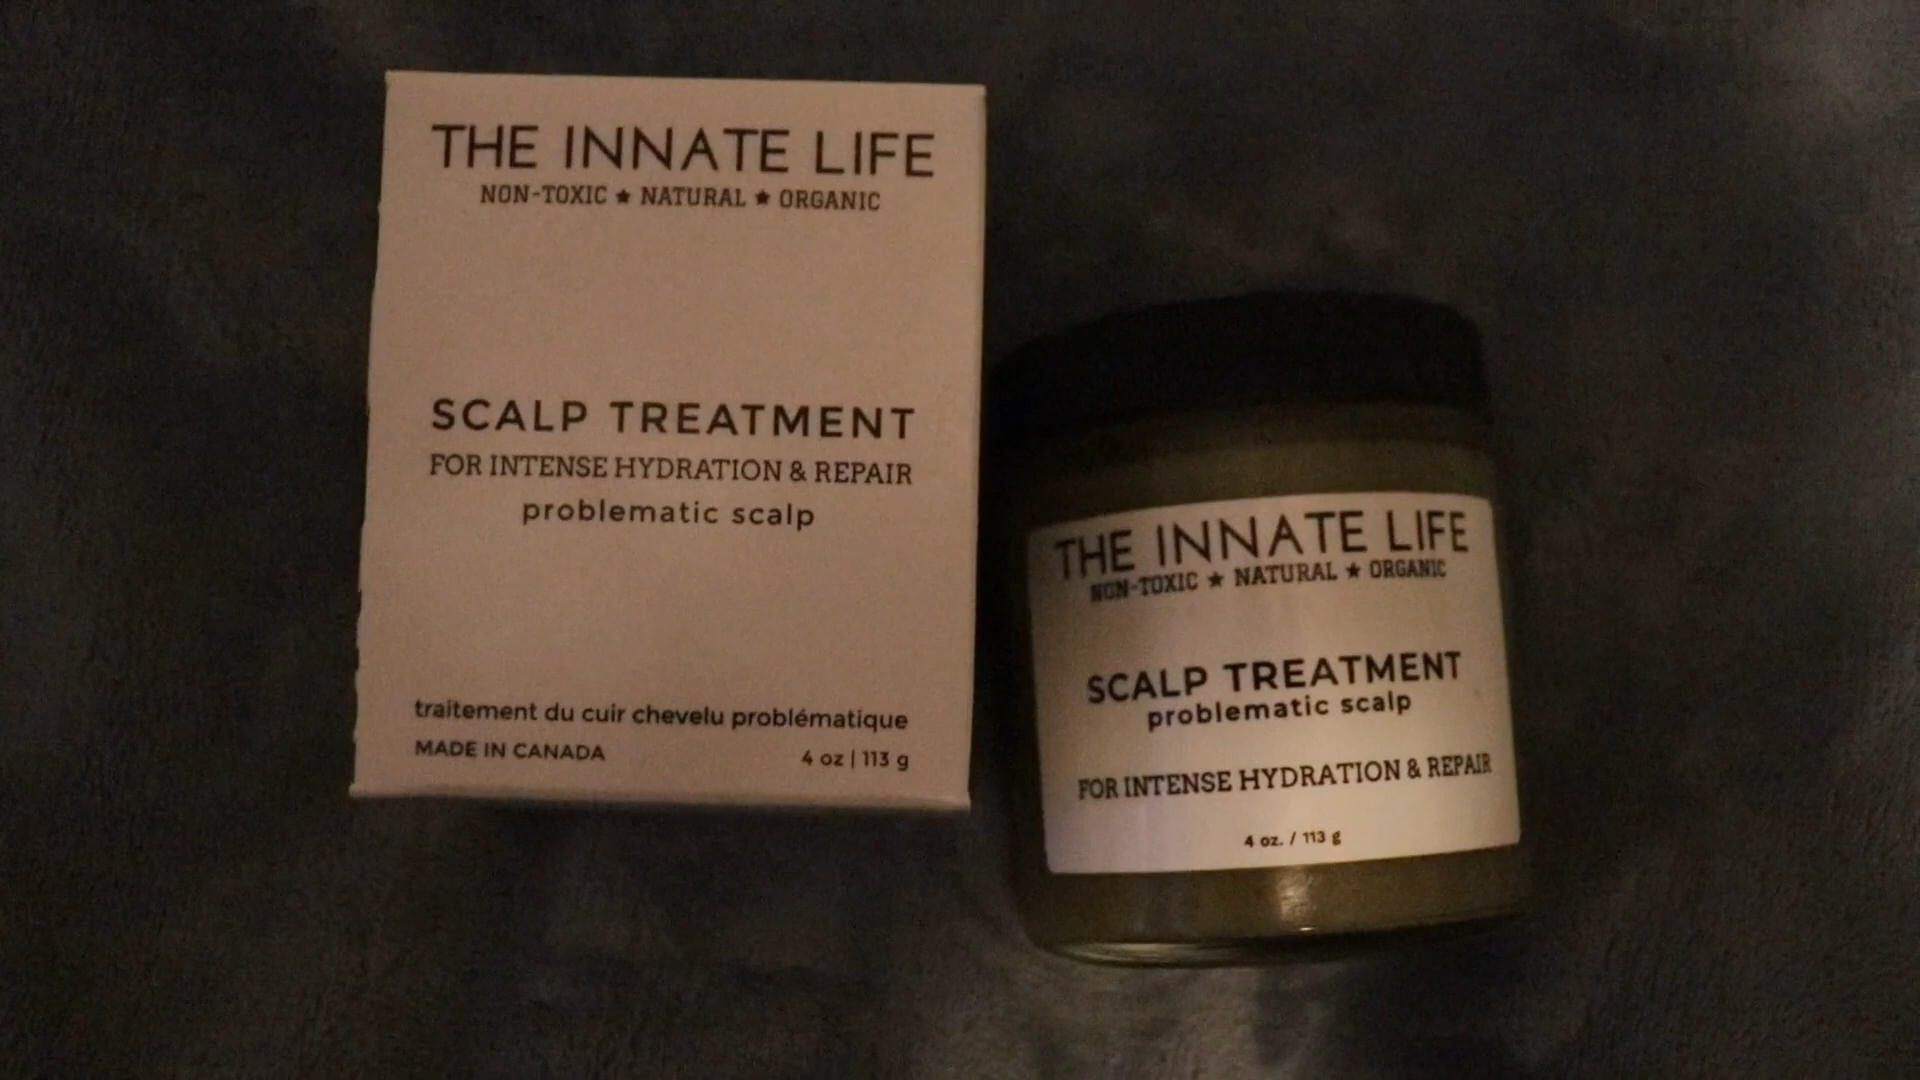 THE INNATE LIFE
NON-TOXIC ★ NATURAL ★ ORGANIC
SCALP TREATMENT
FOR INTENSE HYDRATION & REPAIR
problematic scalp
traitement du cuir chevelu problématique
MADE IN CANADA 4 oz | 113 g
THE INNATE LIFE
NON-TOXIC ★ NATURAL ★ ORGANIC
SCALP TREATMENT
problematic scalp
FOR INTENSE HYDRATION & REPAIR
4 oz. / 113 g